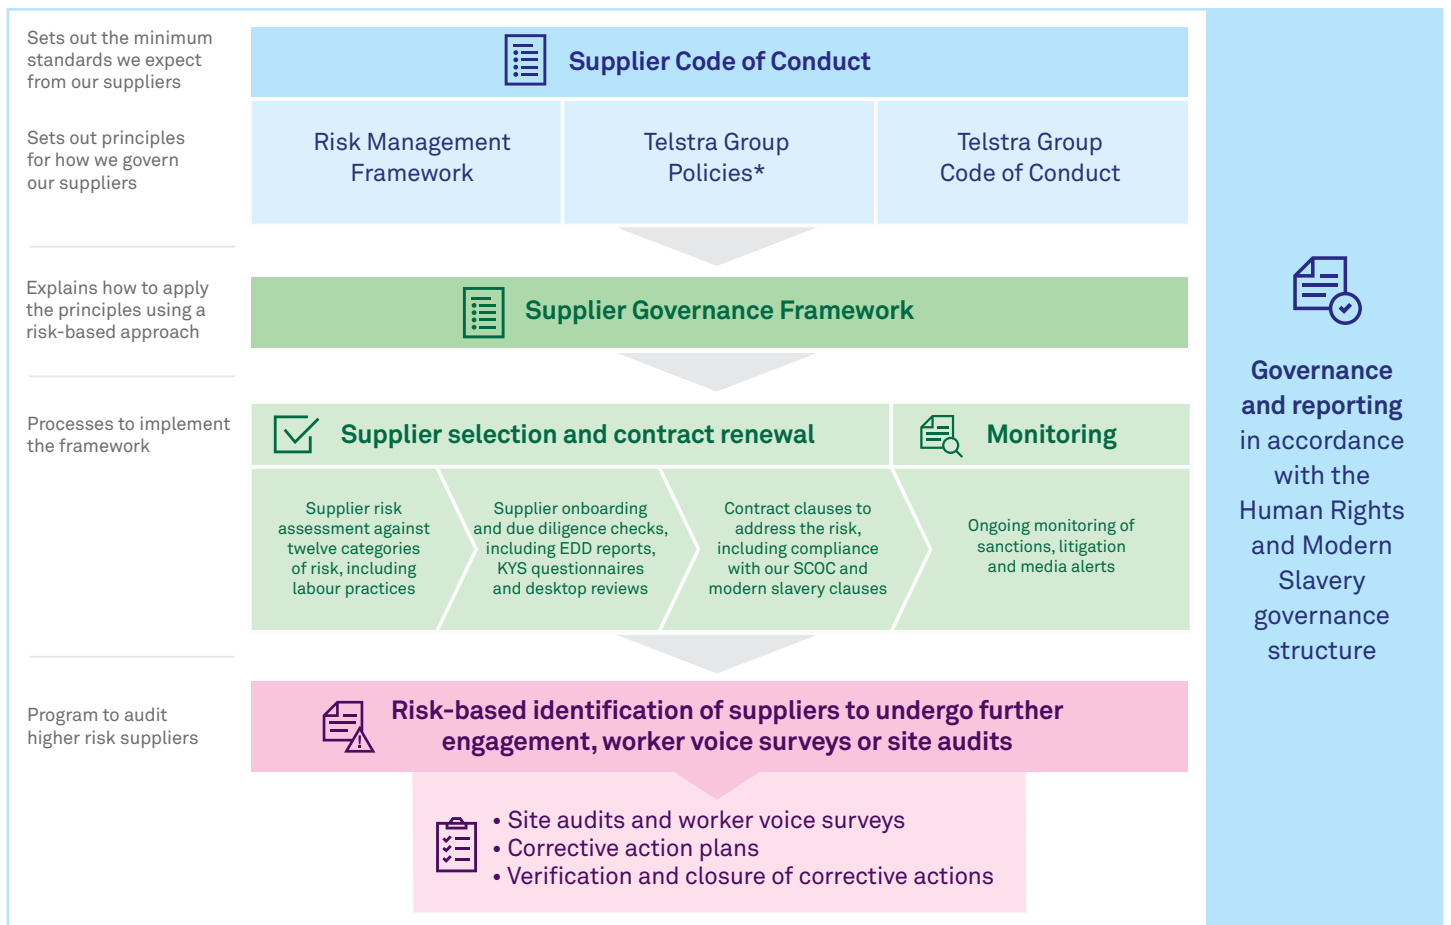 Sets out the minimum
standards we expect
from our suppliers
Supplier Code of Conduct
Sets out principles
for how we govern
our suppliers
Risk Management
Framework
Telstra Group
Policies*
Telstra Group
Code of Conduct
Explains how to apply
the principles using a
risk-based approach
Supplier Governance Framework
Processes to implement
the framework
Supplier selection and contract renewal
Monitoring
Supplier risk
assessment against
twelve categories
of risk, including
labour practices
Supplier onboarding
and due diligence checks,
including EDD reports,
KYS questionnaires
and desktop reviews
Contract clauses to
address the risk,
including compliance
with our SCOC and
modern slavery clauses
Ongoing monitoring of
sanctions, litigation
and media alerts
Program to audit
higher risk suppliers
Risk-based identification of suppliers to undergo further
engagement, worker voice surveys or site audits
• Site audits and worker voice surveys
• Corrective action plans
• Verification and closure of corrective actions
Governance
and reporting
in accordance
with the
Human Rights
and Modern
Slavery
governance
structure